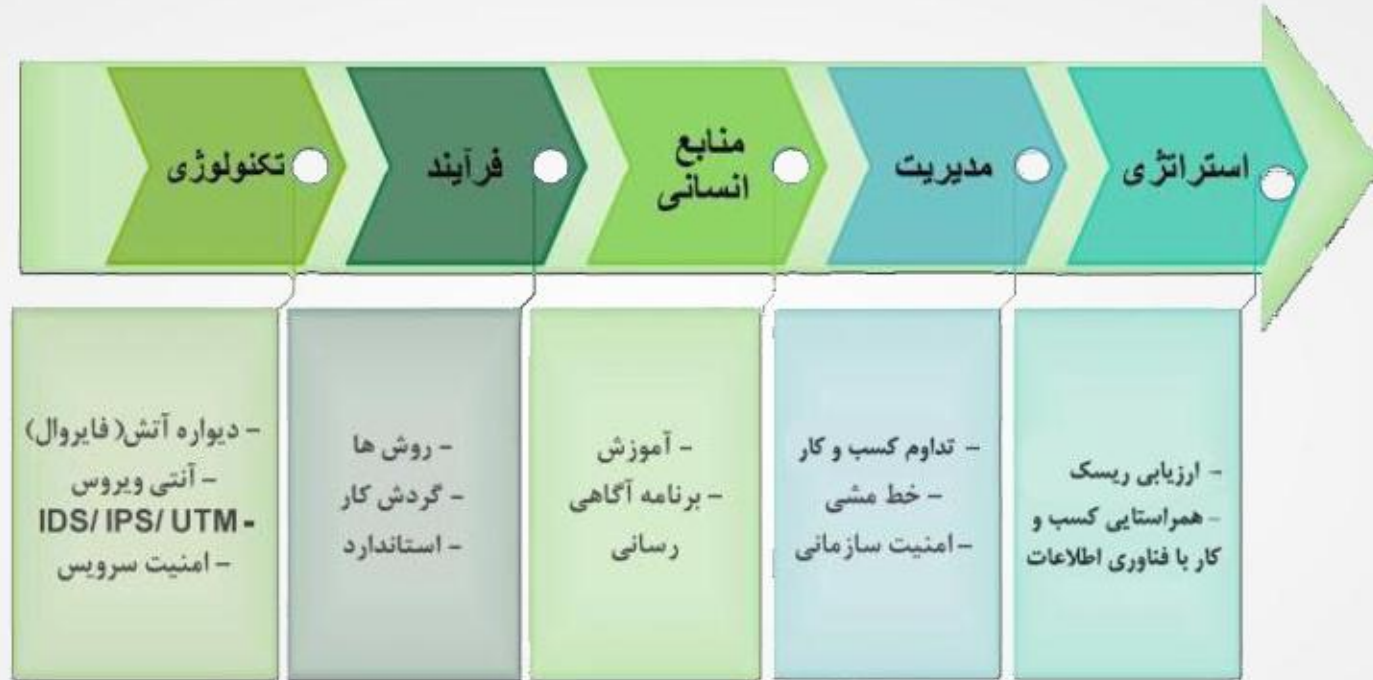 تکنولوژی
فرآیند
منابع
انسانی
مدیریت
استراتژی
- دیواره آتش( فایروال)
- آنتی ویروس
IDS/ IPS/ UTM -
- امنیت سرویس
- روش ها
- گردش کار
- استاندارد
- آموزش
- برنامه آگاهی
رسانی
- تداوم کسب و کار
- خط مشی
- امنیت سازمانی
- ارزیابی ریسک
- همراستایی کسب و
کار با فناوری اطلاعات